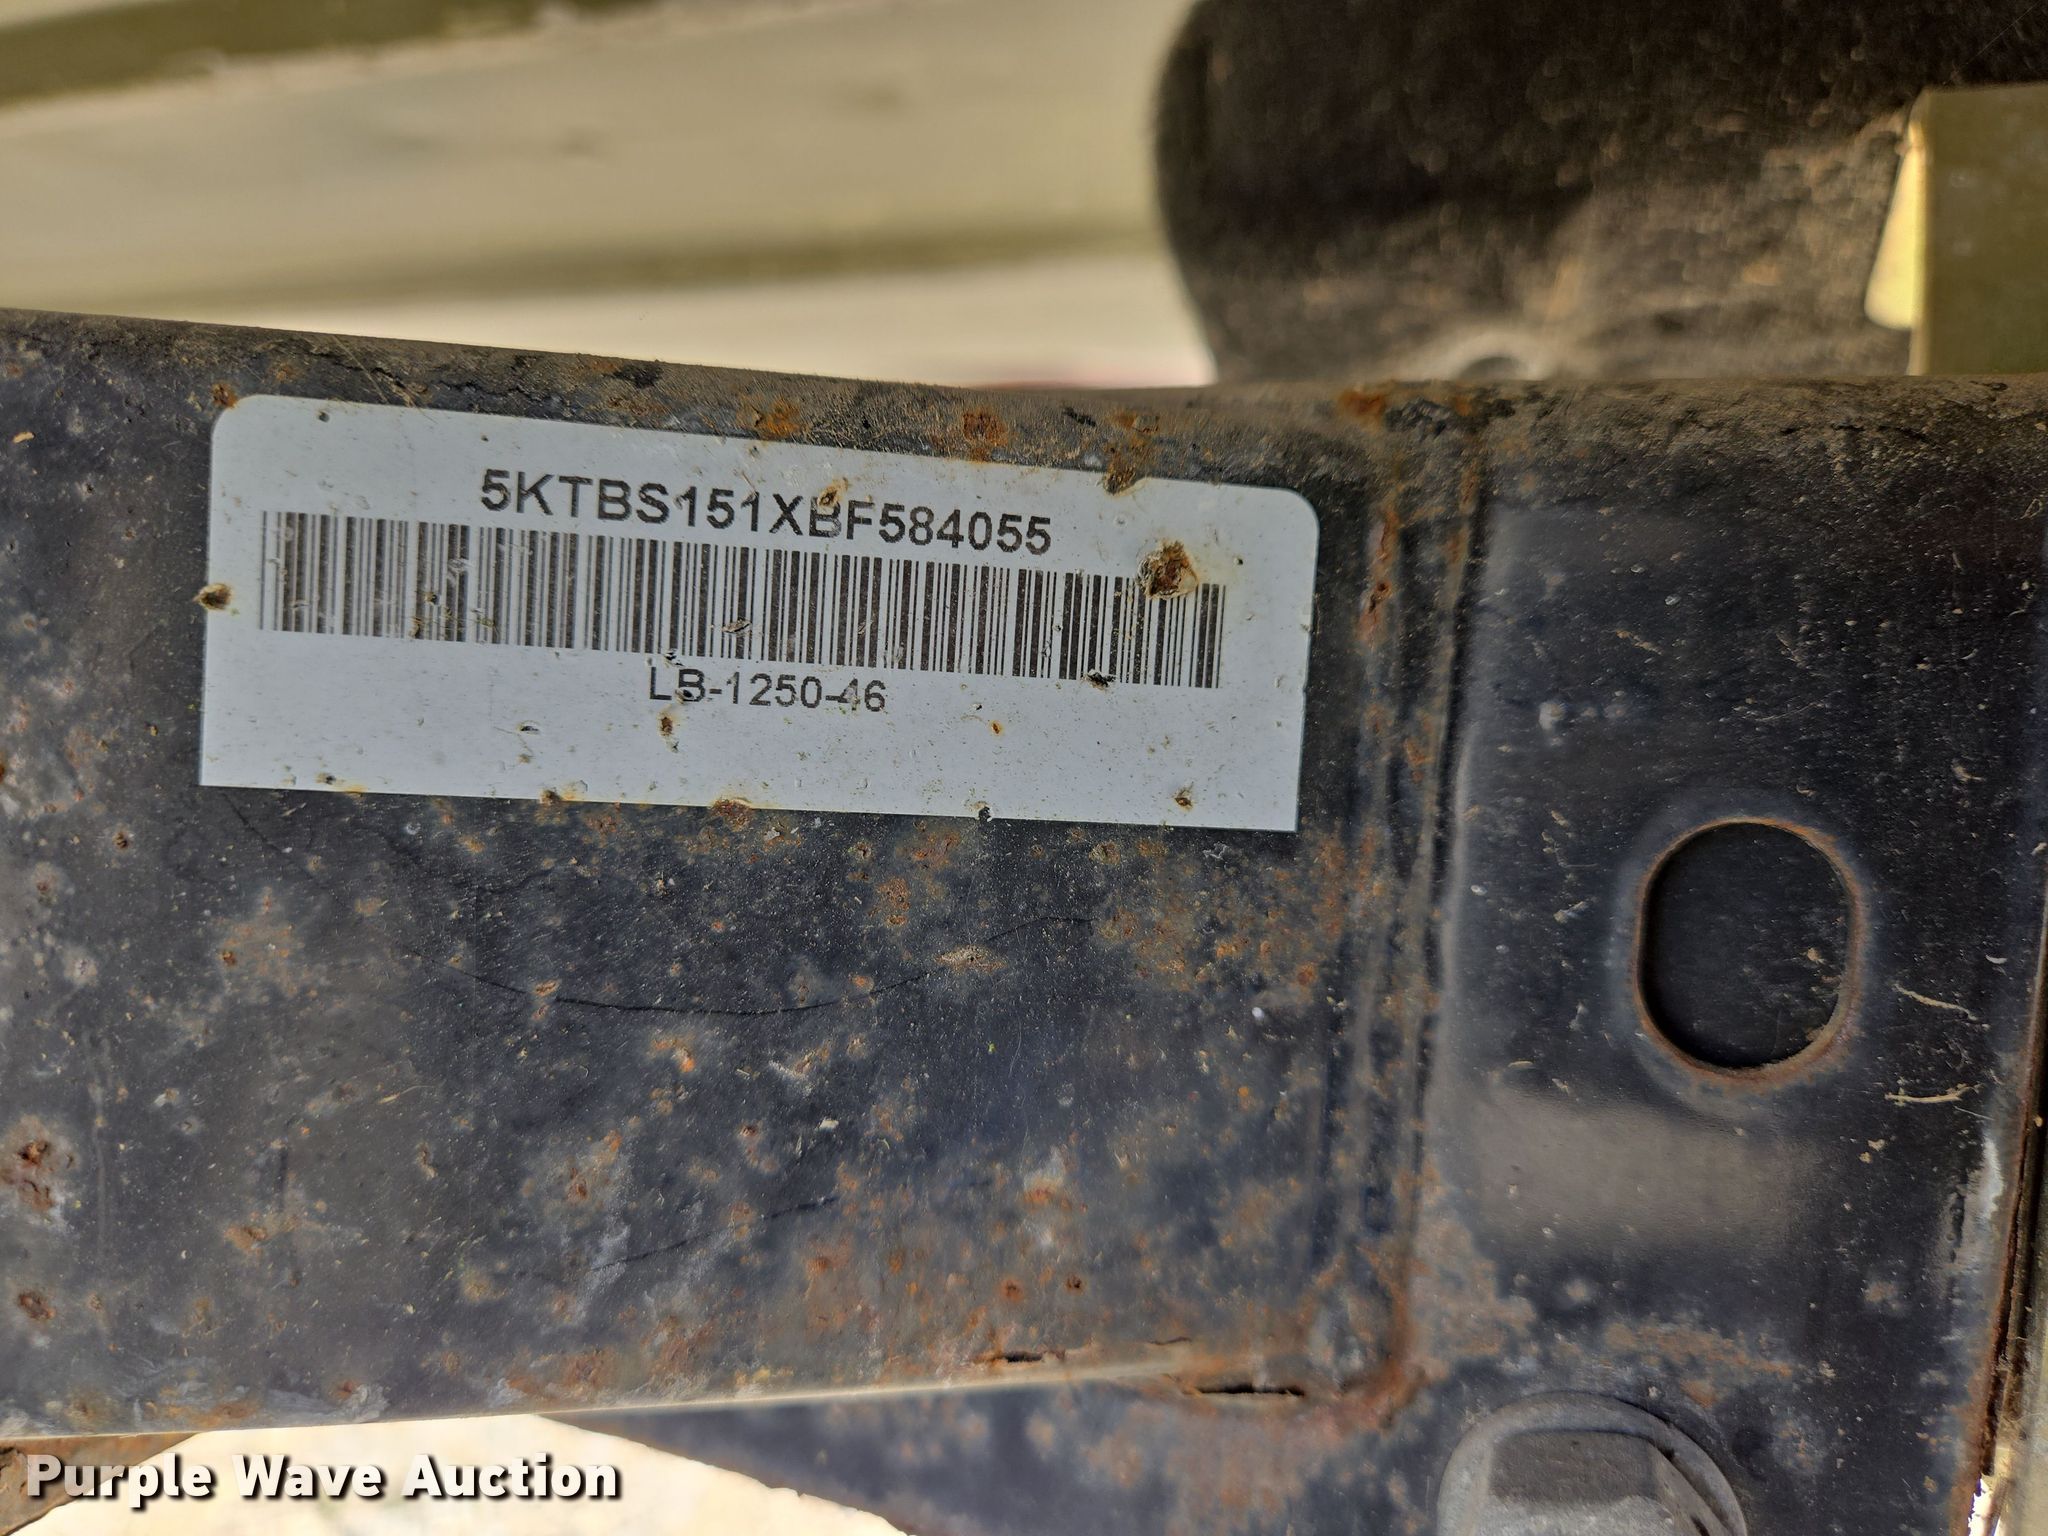 5KTBS151XBF584055
LB-1250-46
Purple Wave Auction